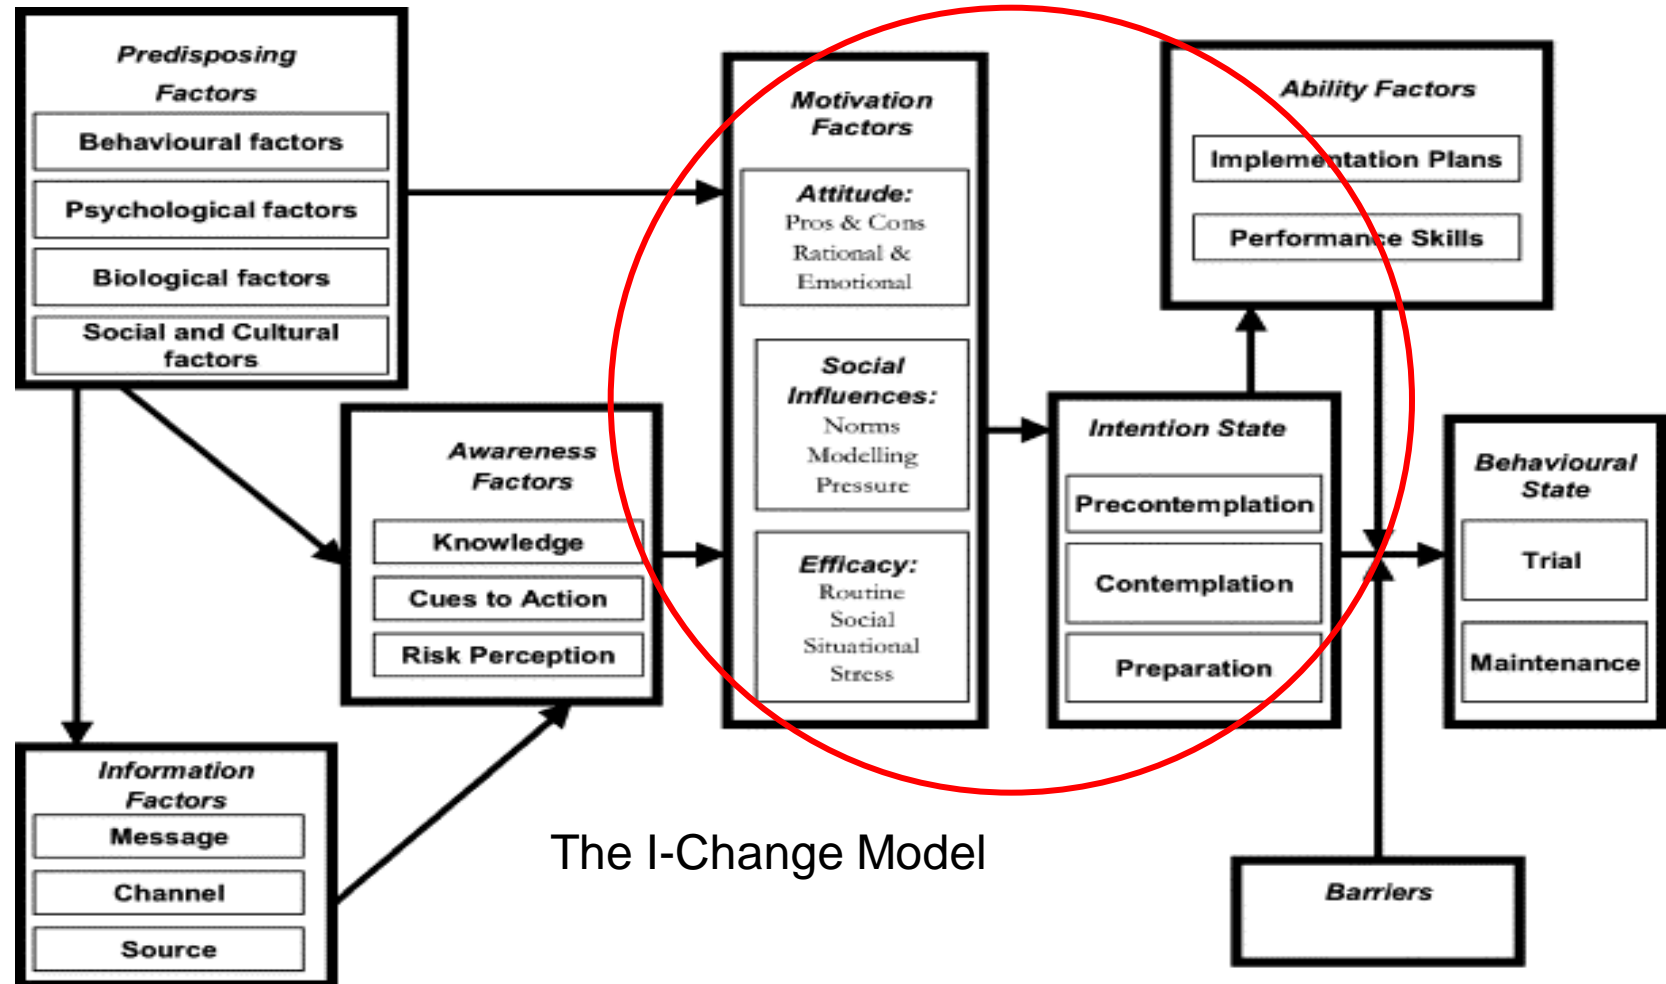 Predisposing
Factors
Behavioural factors
Psychological factors
Biological factors
Social and Cultural
factors
Information
Factors
Message
Channel
Source
Awareness
Factors
Knowledge
Cues to Action
Risk Perception
Motivation
Factors
Attitude:
Pros & Cons
Rational &
Emotional
Social
Influences:
Norms
Modelling
Pressure
Efficacy:
Routine
Social
Situational
Stress
Intention State
Precontemplation
Contemplation
Preparation
Ability Factors
Implementation Plans
Performance Skills
Behavioural
State
Trial
Maintenance
Barriers
The I-Change Model